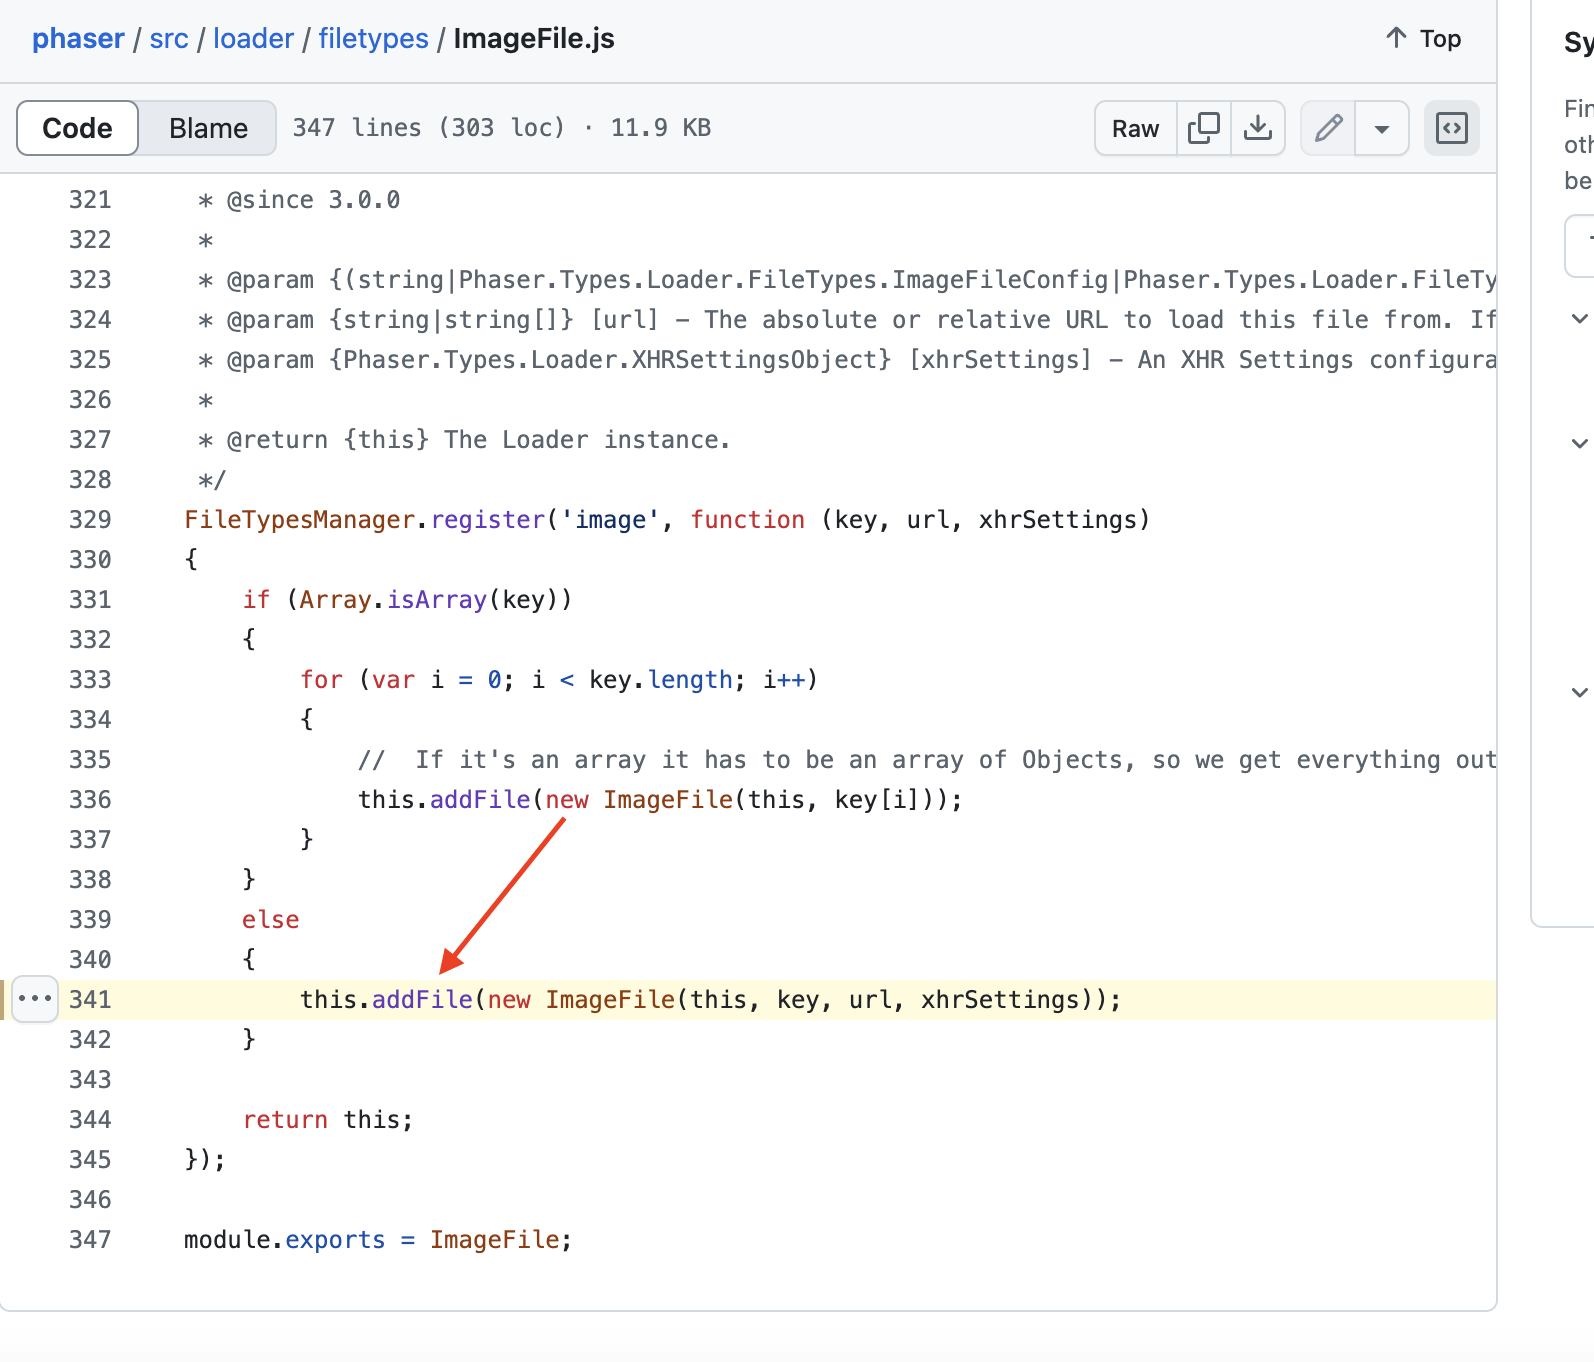 phaser / src / loader / filetypes / ImageFile.js
Top
Code Blame 347 lines (303 loc) · 11.9 KB
Raw
321 * @since 3.0.0
322 *
323 * @param {(string|Phaser.Types.Loader.FileTypes.ImageFileConfig|Phaser.Types.Loader.FileTy
324 * @param {string|string[]} [url] - The absolute or relative URL to load this file from. If
325 * @param {Phaser.Types.Loader.XHRSettingsObject} [xhrSettings] - An XHR Settings configura
326 *
327 * @return {this} The Loader instance.
328 */
329 FileTypesManager.register('image', function (key, url, xhrSettings)
330 {
331 if (Array.isArray(key))
332 {
333 for (var i = 0; i < key.length; i++)
334 {
335 // If it's an array it has to be an array of Objects, so we get everything out
336 this.addFile(new ImageFile(this, key[i]));
337 }
338 }
339 else
340 {
341 this.addFile(new ImageFile(this, key, url, xhrSettings));
342 }
343
344 return this;
345 });
346
347 module.exports = ImageFile;
Sy
Fin
oth
be